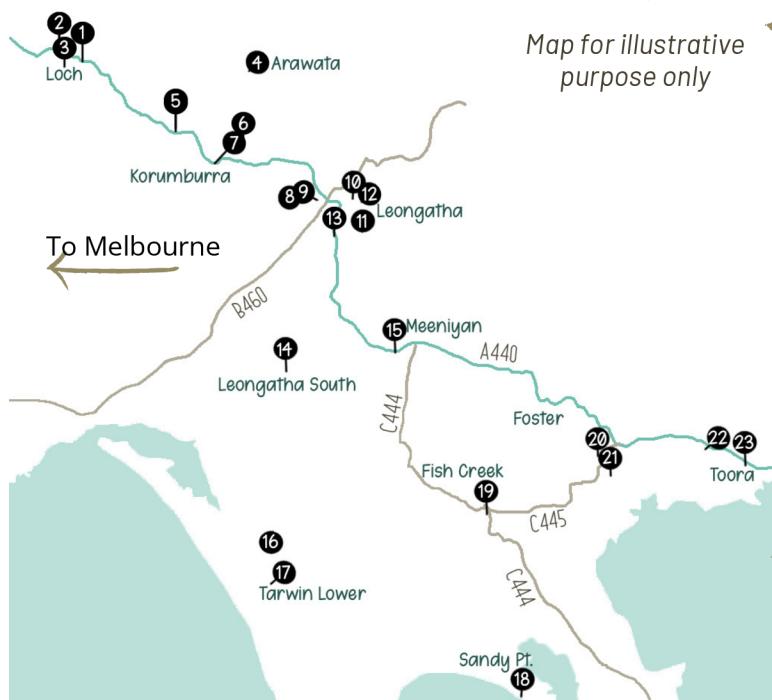 2
1
3
Loch
4
Arawata
Map for illustrative
purpose only
5
6
7
Korumburra
8
9
10
12
Leongatha
13
11
To Melbourne
B460
14
Leongatha South
15
Meeniyan
A440
C444
Foster
20
21
22
23
Toora
Fish Creek
19
C445
16
17
Tarwin Lower
C444
Sandy Pt.
18